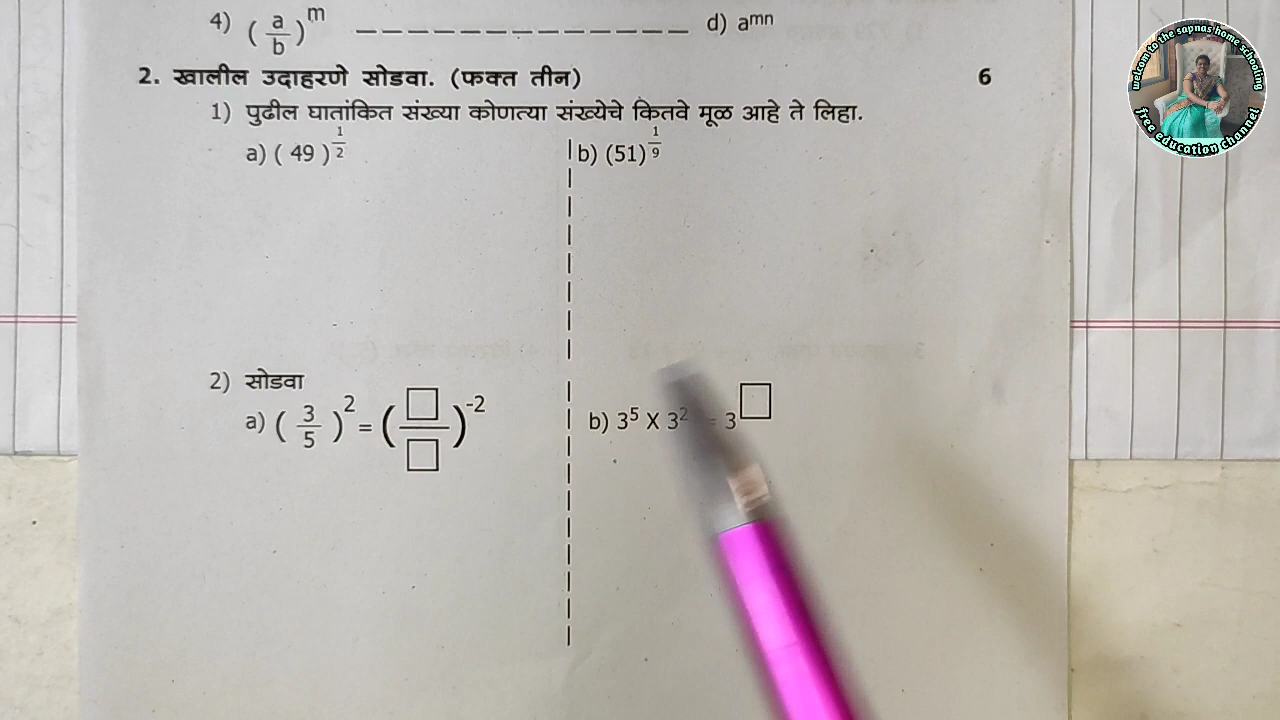 4) (a/b)^m _ _ _ _ _ _ _ _ _ _ _ _ _ d) a^mn
2. खालील उदाहरणे सोडवा. (फक्त तीन) 6
1) पुढील घातांकित संख्या कोणत्या संख्येचे कितवे मूळ आहे ते लिहा.
a) ( 49 )^1/2 b) (51)^1/9
2) सोडवा
a) ( 3/5 )^2 = (□/□)^-2 b) 3^5 X 3^2 = 3^□
welcom to the sapnas home schooling
free education channel